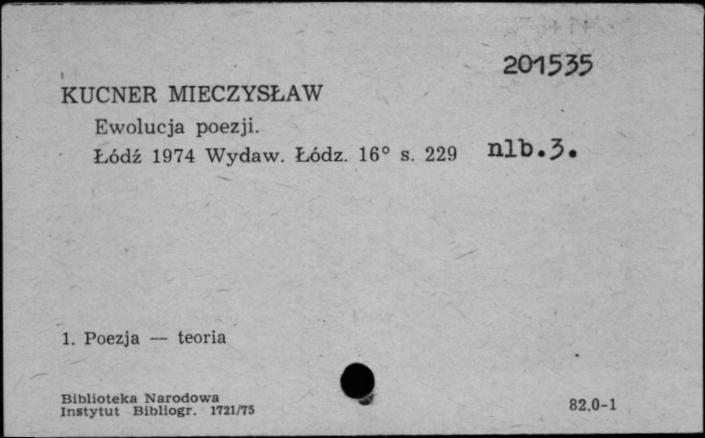 201535
KUCNER MIECZYSŁAW
Ewolucja poezji.
Łódź 1974 Wydaw. Łódz. 16° s. 229 nlb.3.
1. Poezja — teoria
Biblioteka Narodowa
Instytut Bibliogr. 1721/75
82.0-1